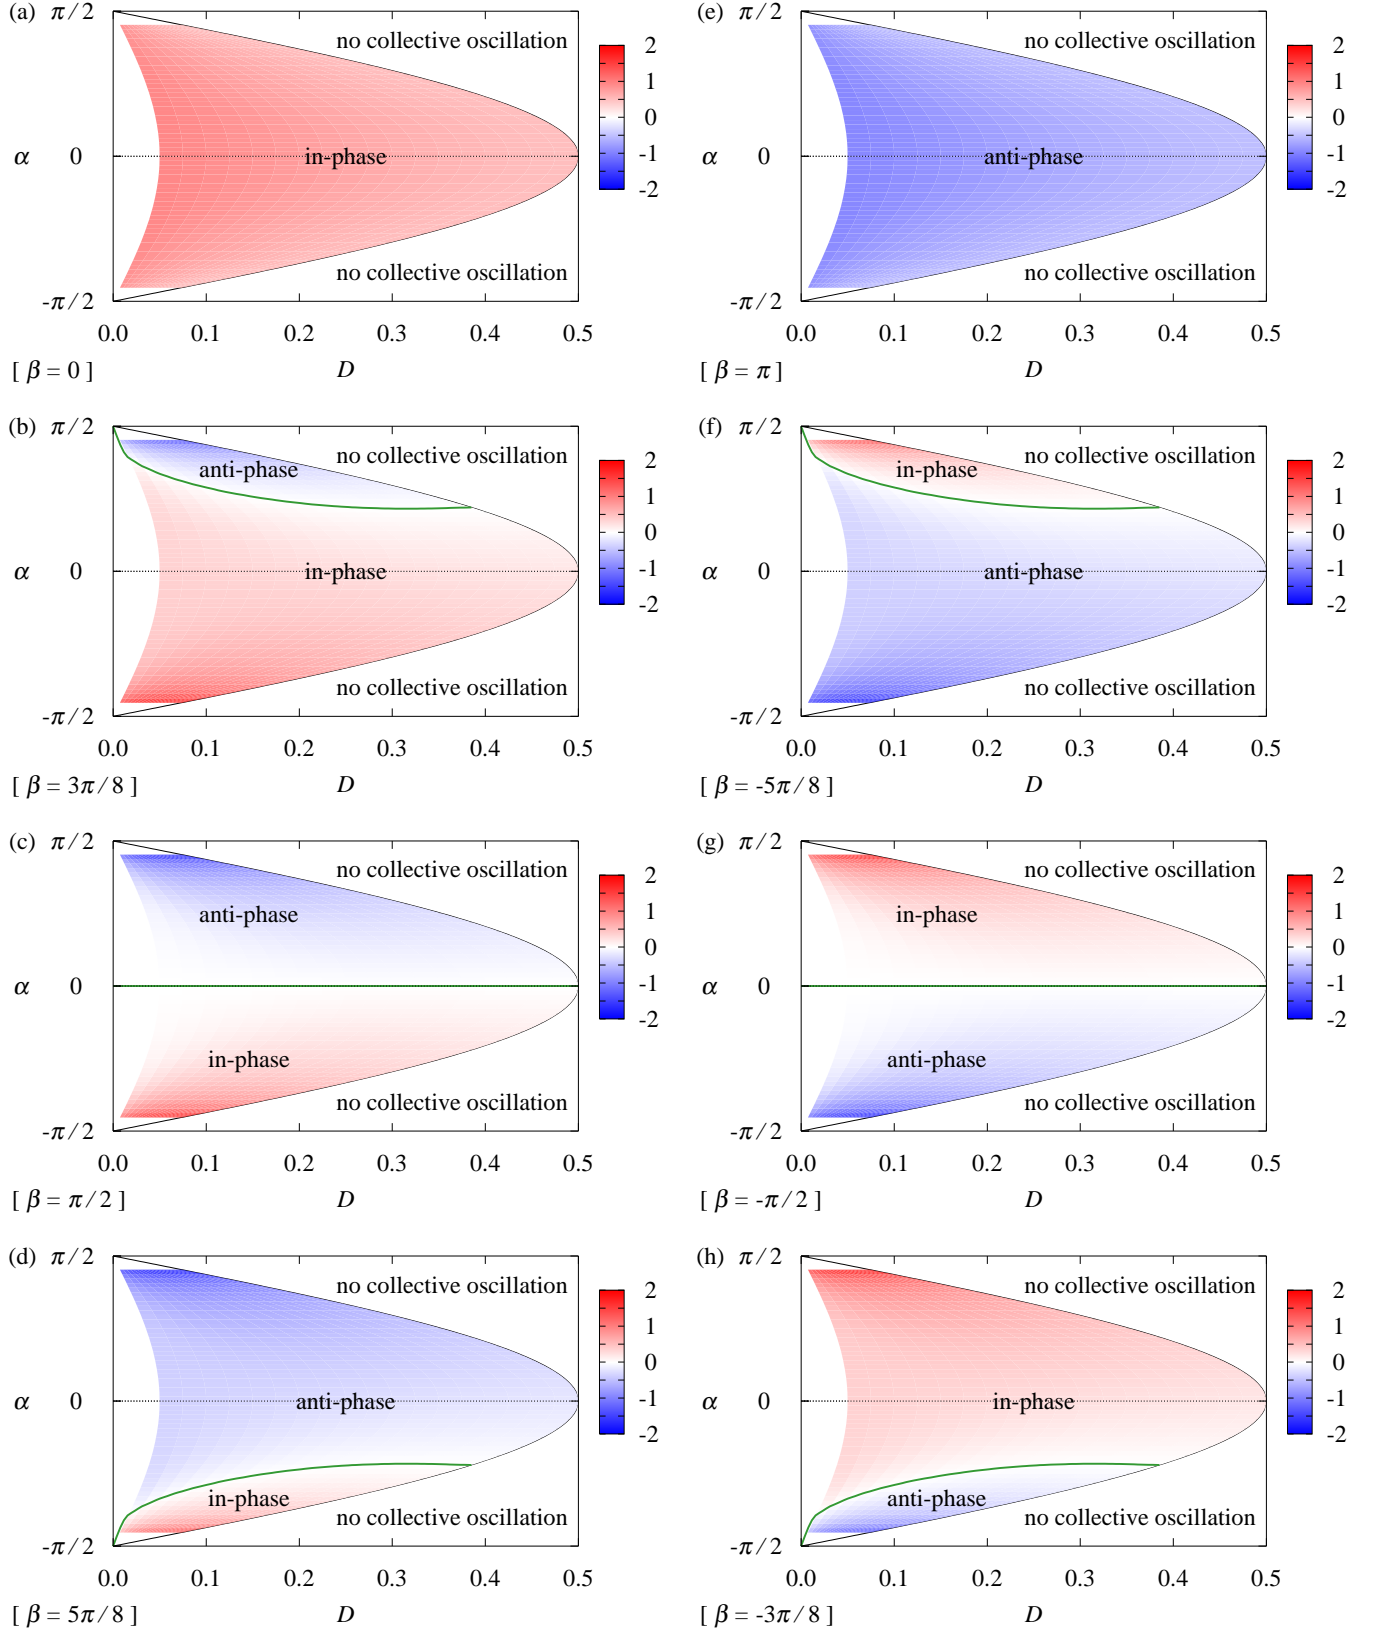 (a) π/2 no collective oscillation 2
1
α 0 in-phase 0
-1
-2
no collective oscillation
-π/2
0.0 0.1 0.2 0.3 0.4 0.5
[ β = 0 ] D
(e) π/2 no collective oscillation 2
1
α 0 anti-phase 0
-1
-2
no collective oscillation
-π/2
0.0 0.1 0.2 0.3 0.4 0.5
[ β = π ] D
(b) π/2 no collective oscillation
anti-phase 2
1
0
α 0 in-phase -1
-2
no collective oscillation
-π/2
0.0 0.1 0.2 0.3 0.4 0.5
[ β = 3π/8 ] D
(f) π/2 no collective oscillation
in-phase 2
1
0
α 0 anti-phase -1
-2
no collective oscillation
-π/2
0.0 0.1 0.2 0.3 0.4 0.5
[ β = -5π/8 ] D
(c) π/2 no collective oscillation 2
anti-phase 1
0
α 0 -1
-2
in-phase
no collective oscillation
-π/2
0.0 0.1 0.2 0.3 0.4 0.5
[ β = π/2 ] D
(g) π/2 no collective oscillation 2
in-phase 1
0
α 0 -1
-2
anti-phase
no collective oscillation
-π/2
0.0 0.1 0.2 0.3 0.4 0.5
[ β = -π/2 ] D
(d) π/2 no collective oscillation 2
1
0
α 0 anti-phase -1
-2
in-phase
no collective oscillation
-π/2
0.0 0.1 0.2 0.3 0.4 0.5
[ β = 5π/8 ] D
(h) π/2 no collective oscillation 2
1
0
α 0 in-phase -1
-2
anti-phase
no collective oscillation
-π/2
0.0 0.1 0.2 0.3 0.4 0.5
[ β = -3π/8 ] D